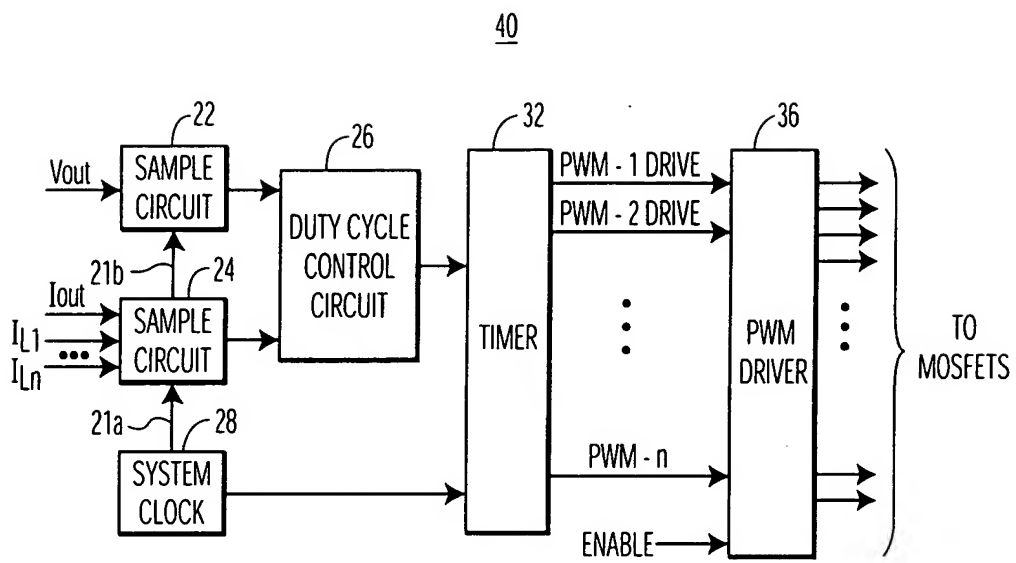 40
22
26
32
36
Vout
SAMPLE
CIRCUIT
DUTY CYCLE
CONTROL
CIRCUIT
PWM - 1 DRIVE
PWM - 2 DRIVE
21b
24
Iout
IL1
ILn
SAMPLE
CIRCUIT
TIMER
PWM
DRIVER
TO
MOSFETS
21a
28
SYSTEM
CLOCK
PWM - n
ENABLE